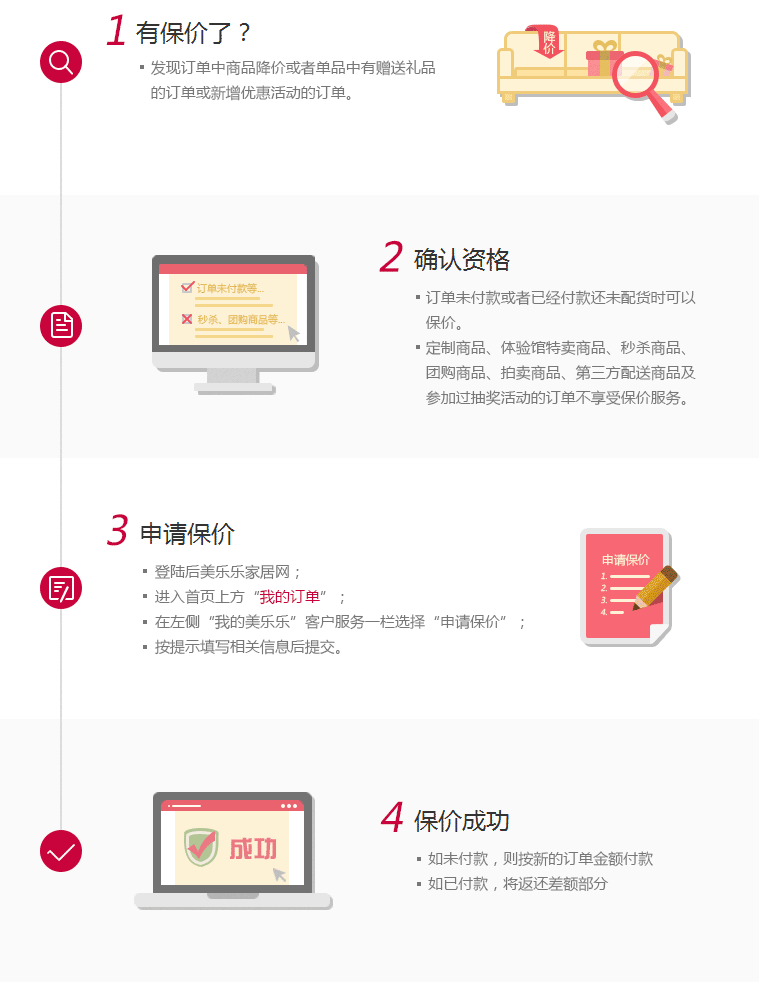 1 有保价了？
▪ 发现订单中商品降价或者单品中有赠送礼品
的订单或新增优惠活动的订单。
降价
2 确认资格
▪ 订单未付款或者已经付款还未配货时可以
保价。
▪ 定制商品、体验馆特卖商品、秒杀商品、
团购商品、拍卖商品、第三方配送商品及
参加过抽奖活动的订单不享受保价服务。
订单未付款等...
秒杀、团购商品等...
3 申请保价
▪ 登陆后美乐乐家居网；
▪ 进入首页上方“我的订单”；
▪ 在左侧“我的美乐乐”客户服务一栏选择“申请保价”；
▪ 按提示填写相关信息后提交。
申请保价
1.
2.
3.
4.
成功
4 保价成功
▪ 如未付款，则按新的订单金额付款
▪ 如已付款，将返还差额部分